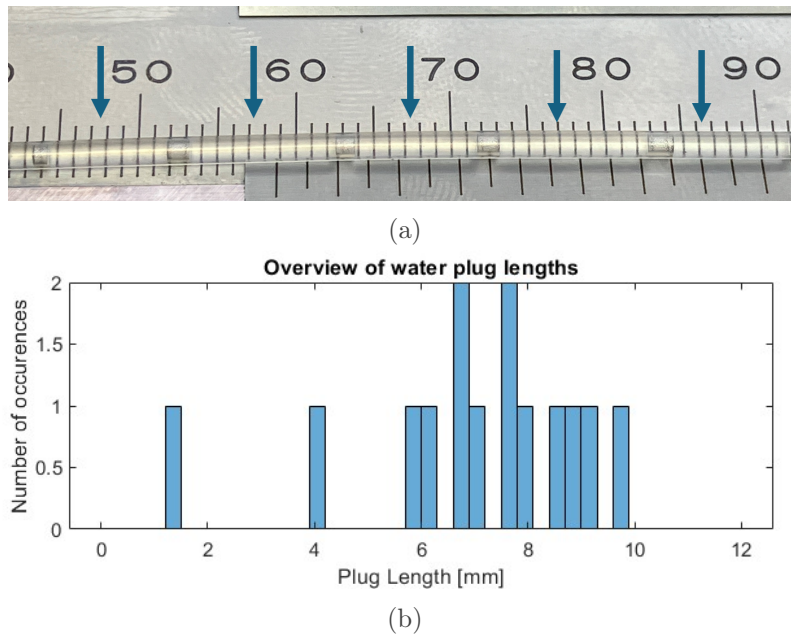 0 50 60 70 80 90
(a)
Overview of water plug lengths
2
1.5
1
0.5
0
Number of occurences
0 2 4 6 8 10 12
Plug Length [mm]
(b)